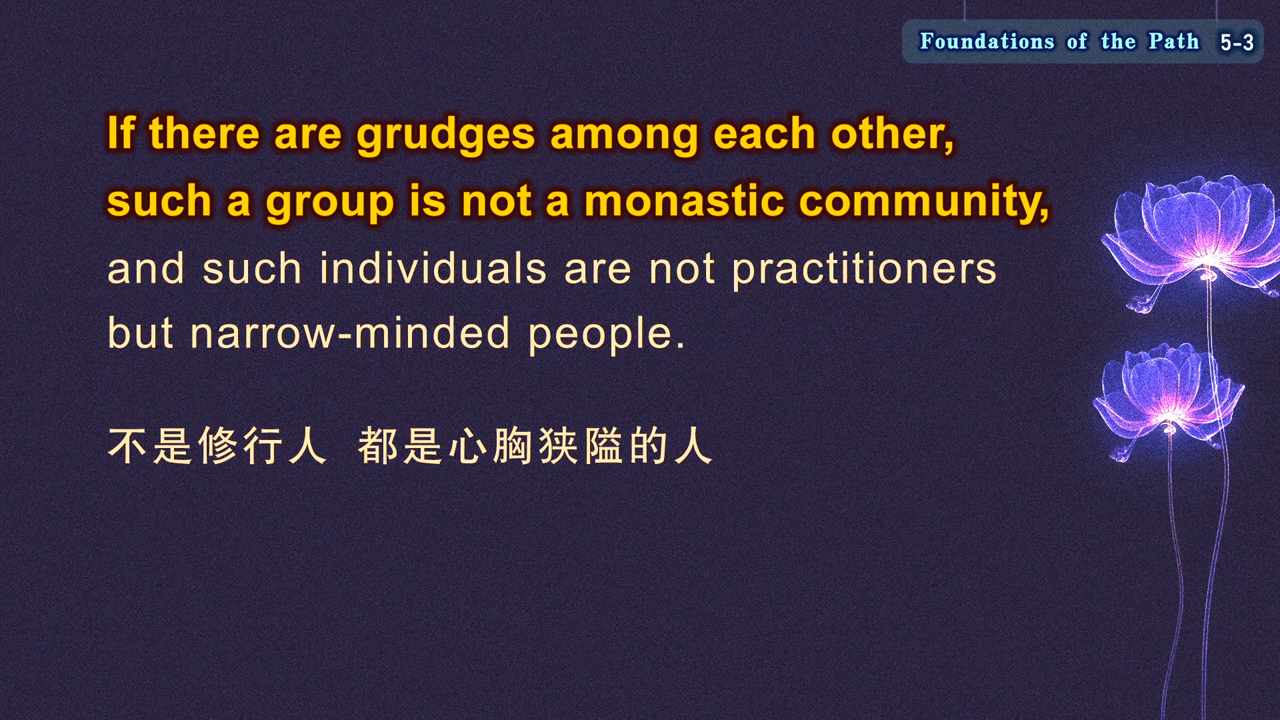 Foundations of the Path 5-3
If there are grudges among each other,
such a group is not a monastic community,
and such individuals are not practitioners
but narrow-minded people.
不是修行人 都是心胸狭隘的人